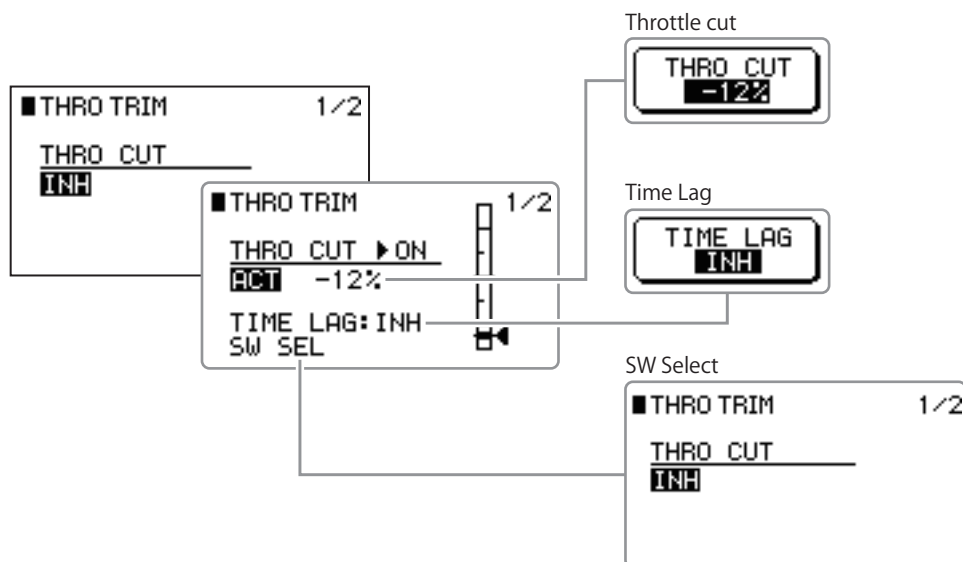 Throttle cut
THRO CUT
-12%
■THRO TRIM 1/2
THRO CUT
INH
■THRO TRIM 1/2
THRO CUT ▶ON
ACT -12%
TIME LAG:INH
SW SEL
Time Lag
TIME LAG
INH
SW Select
■THRO TRIM 1/2
THRO CUT
INH